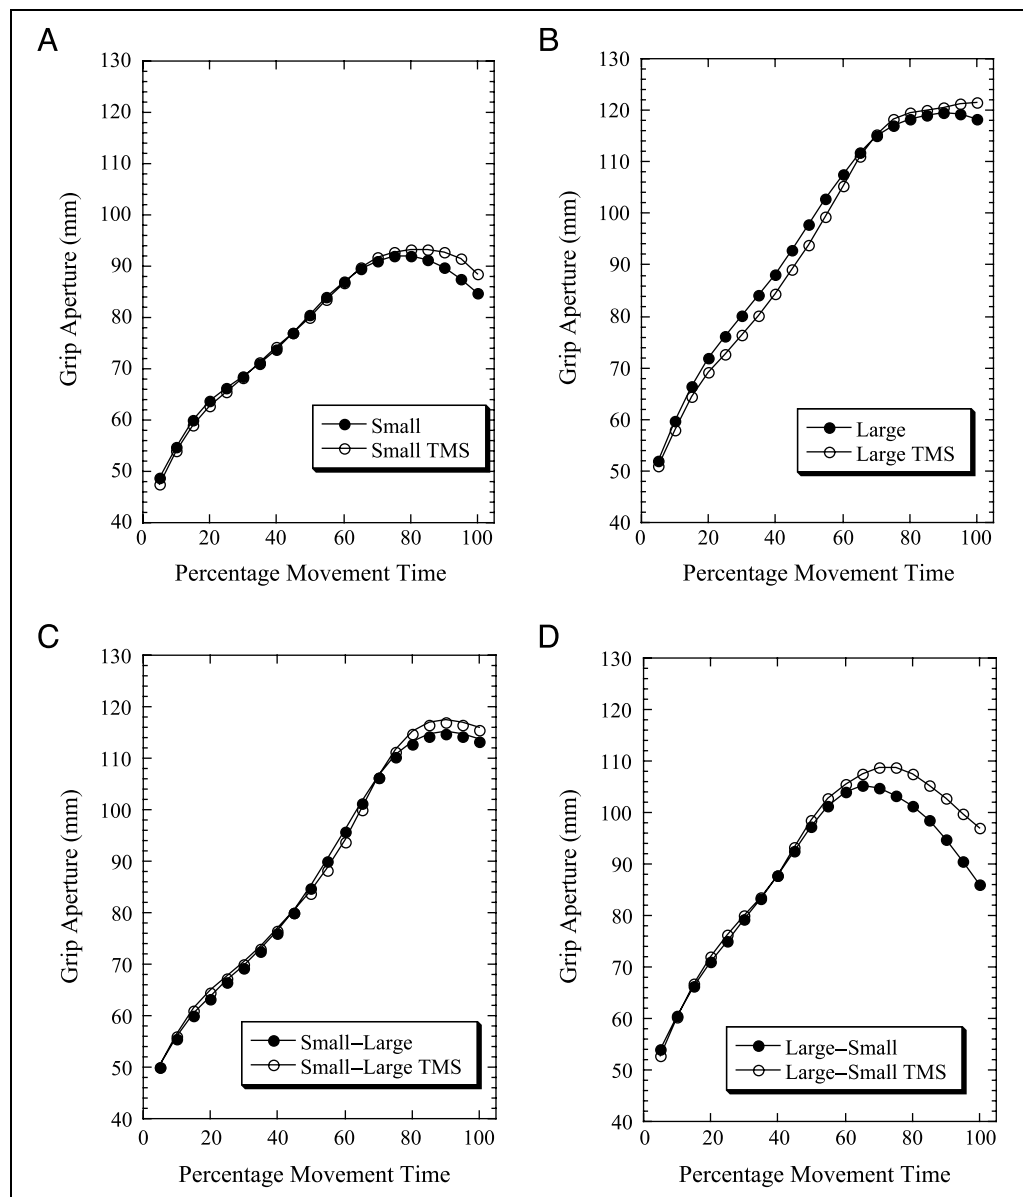 A
130
120
110
100
90
80
70
60
50
40
Grip Aperture (mm)
Small
Small TMS
0 20 40 60 80 100
Percentage Movement Time
B
130
120
110
100
90
80
70
60
50
40
Grip Aperture (mm)
Large
Large TMS
0 20 40 60 80 100
Percentage Movement Time
C
130
120
110
100
90
80
70
60
50
40
Grip Aperture (mm)
Small–Large
Small–Large TMS
0 20 40 60 80 100
Percentage Movement Time
D
130
120
110
100
90
80
70
60
50
40
Grip Aperture (mm)
Large–Small
Large–Small TMS
0 20 40 60 80 100
Percentage Movement Time